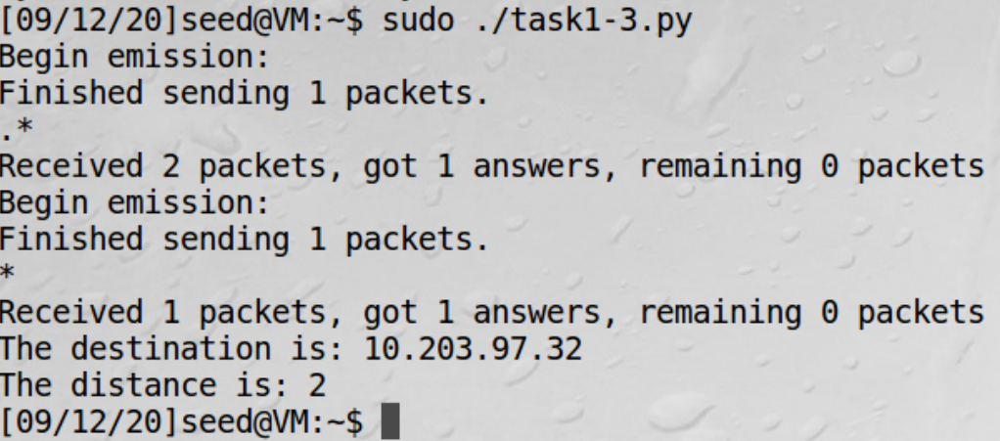 [09/12/20]seed@VM:~$ sudo ./task1-3.py
Begin emission:
Finished sending 1 packets.
.*
Received 2 packets, got 1 answers, remaining 0 packets
Begin emission:
Finished sending 1 packets.
*
Received 1 packets, got 1 answers, remaining 0 packets
The destination is: 10.203.97.32
The distance is: 2
[09/12/20]seed@VM:~$